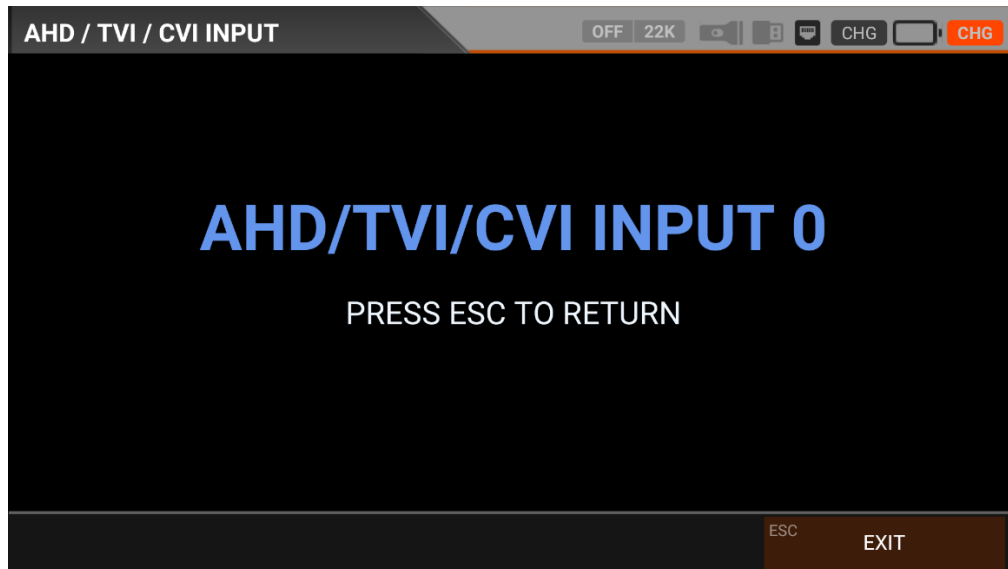 AHD / TVI / CVI INPUT
OFF 22K CHG CHG
AHD/TVI/CVI INPUT 0
PRESS ESC TO RETURN
ESC EXIT